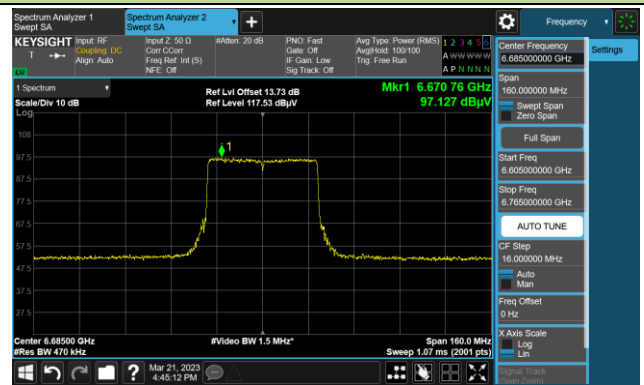 Spectrum Analyzer 1
Swept SA
Spectrum Analyzer 2
Swept SA
Frequency
KEYSIGHT
Input: RF
Coupling: DC
Align: Auto
Input Z: 50 Ω
Corr CCorr
Freq Ref: Int (S)
NFE: Off
#Atten: 20 dB
PNO: Fast
Gate: Off
IF Gain: Low
Sig Track: Off
Avg Type: Power (RMS)
Avg|Hold: 100/100
Trig: Free Run
1 2 3 4 5 6
A W W W W W
A P N N N N
Center Frequency
6.685000000 GHz
Settings
Span
160.000000 MHz
Swept Span
Zero Span
Full Span
Start Freq
6.605000000 GHz
Stop Freq
6.765000000 GHz
AUTO TUNE
CF Step
16.000000 MHz
Auto
Man
Freq Offset
0 Hz
X Axis Scale
Log
Lin
Signal Track
(Span Zoom)
1 Spectrum
Scale/Div 10 dB
Log
Ref Lvl Offset 13.73 dB
Ref Level 117.53 dBµV
Mkr1 6.670 76 GHz
97.127 dBµV
1
108
97.5
87.5
77.5
67.5
57.5
47.5
37.5
27.5
Center 6.68500 GHz
#Res BW 470 kHz
#Video BW 1.5 MHz*
Span 160.0 MHz
Sweep 1.07 ms (2001 pts)
Mar 21, 2023
4:45:12 PM